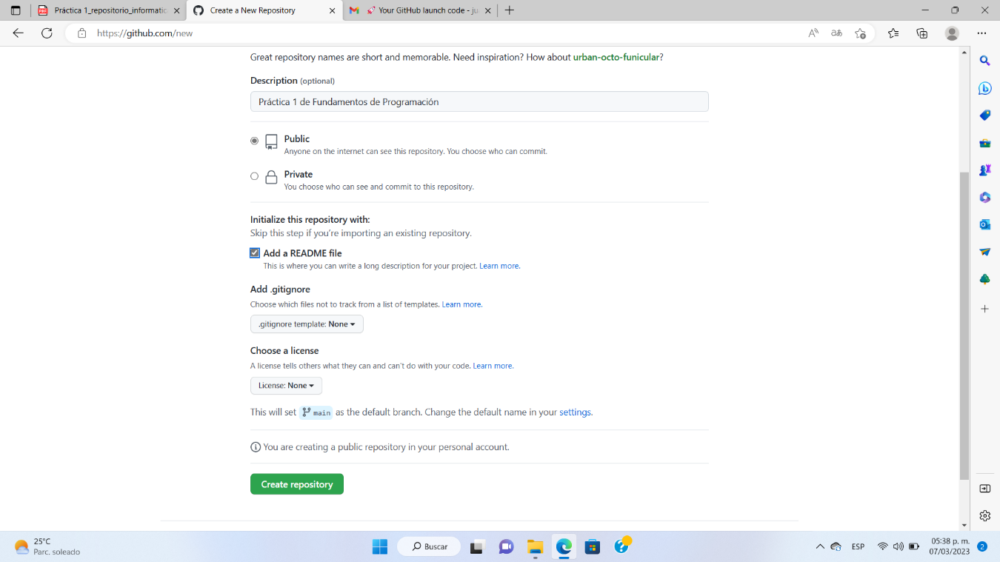 Práctica 1_repositorio_informatic
Create a New Repository
🚀 Your GitHub launch code - ju
https://github.com/new
Great repository names are short and memorable. Need inspiration? How about urban-octo-funicular?
Description (optional)
Práctica 1 de Fundamentos de Programación
Public
Anyone on the internet can see this repository. You choose who can commit.
Private
You choose who can see and commit to this repository.
Initialize this repository with:
Skip this step if you're importing an existing repository.
Add a README file
This is where you can write a long description for your project. Learn more.
Add .gitignore
Choose which files not to track from a list of templates. Learn more.
.gitignore template: None
Choose a license
A license tells others what they can and can't do with your code. Learn more.
License: None
This will set main as the default branch. Change the default name in your settings.
You are creating a public repository in your personal account.
Create repository
25°C
Parc. soleado
Buscar
ESP
05:38 p. m.
07/03/2023
2